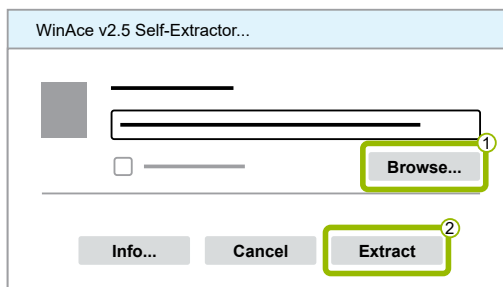 WinAce v2.5 Self-Extractor...
1
Browse...
2
Info... Cancel Extract